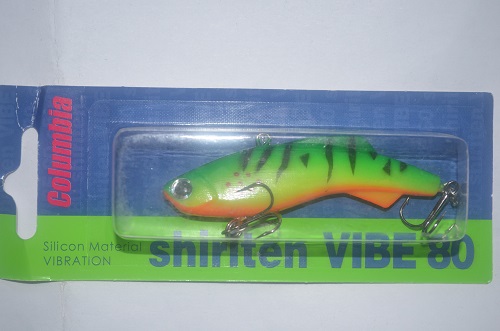 Columbia
Silicon Material
VIBRATION
shiriten VIBE 80